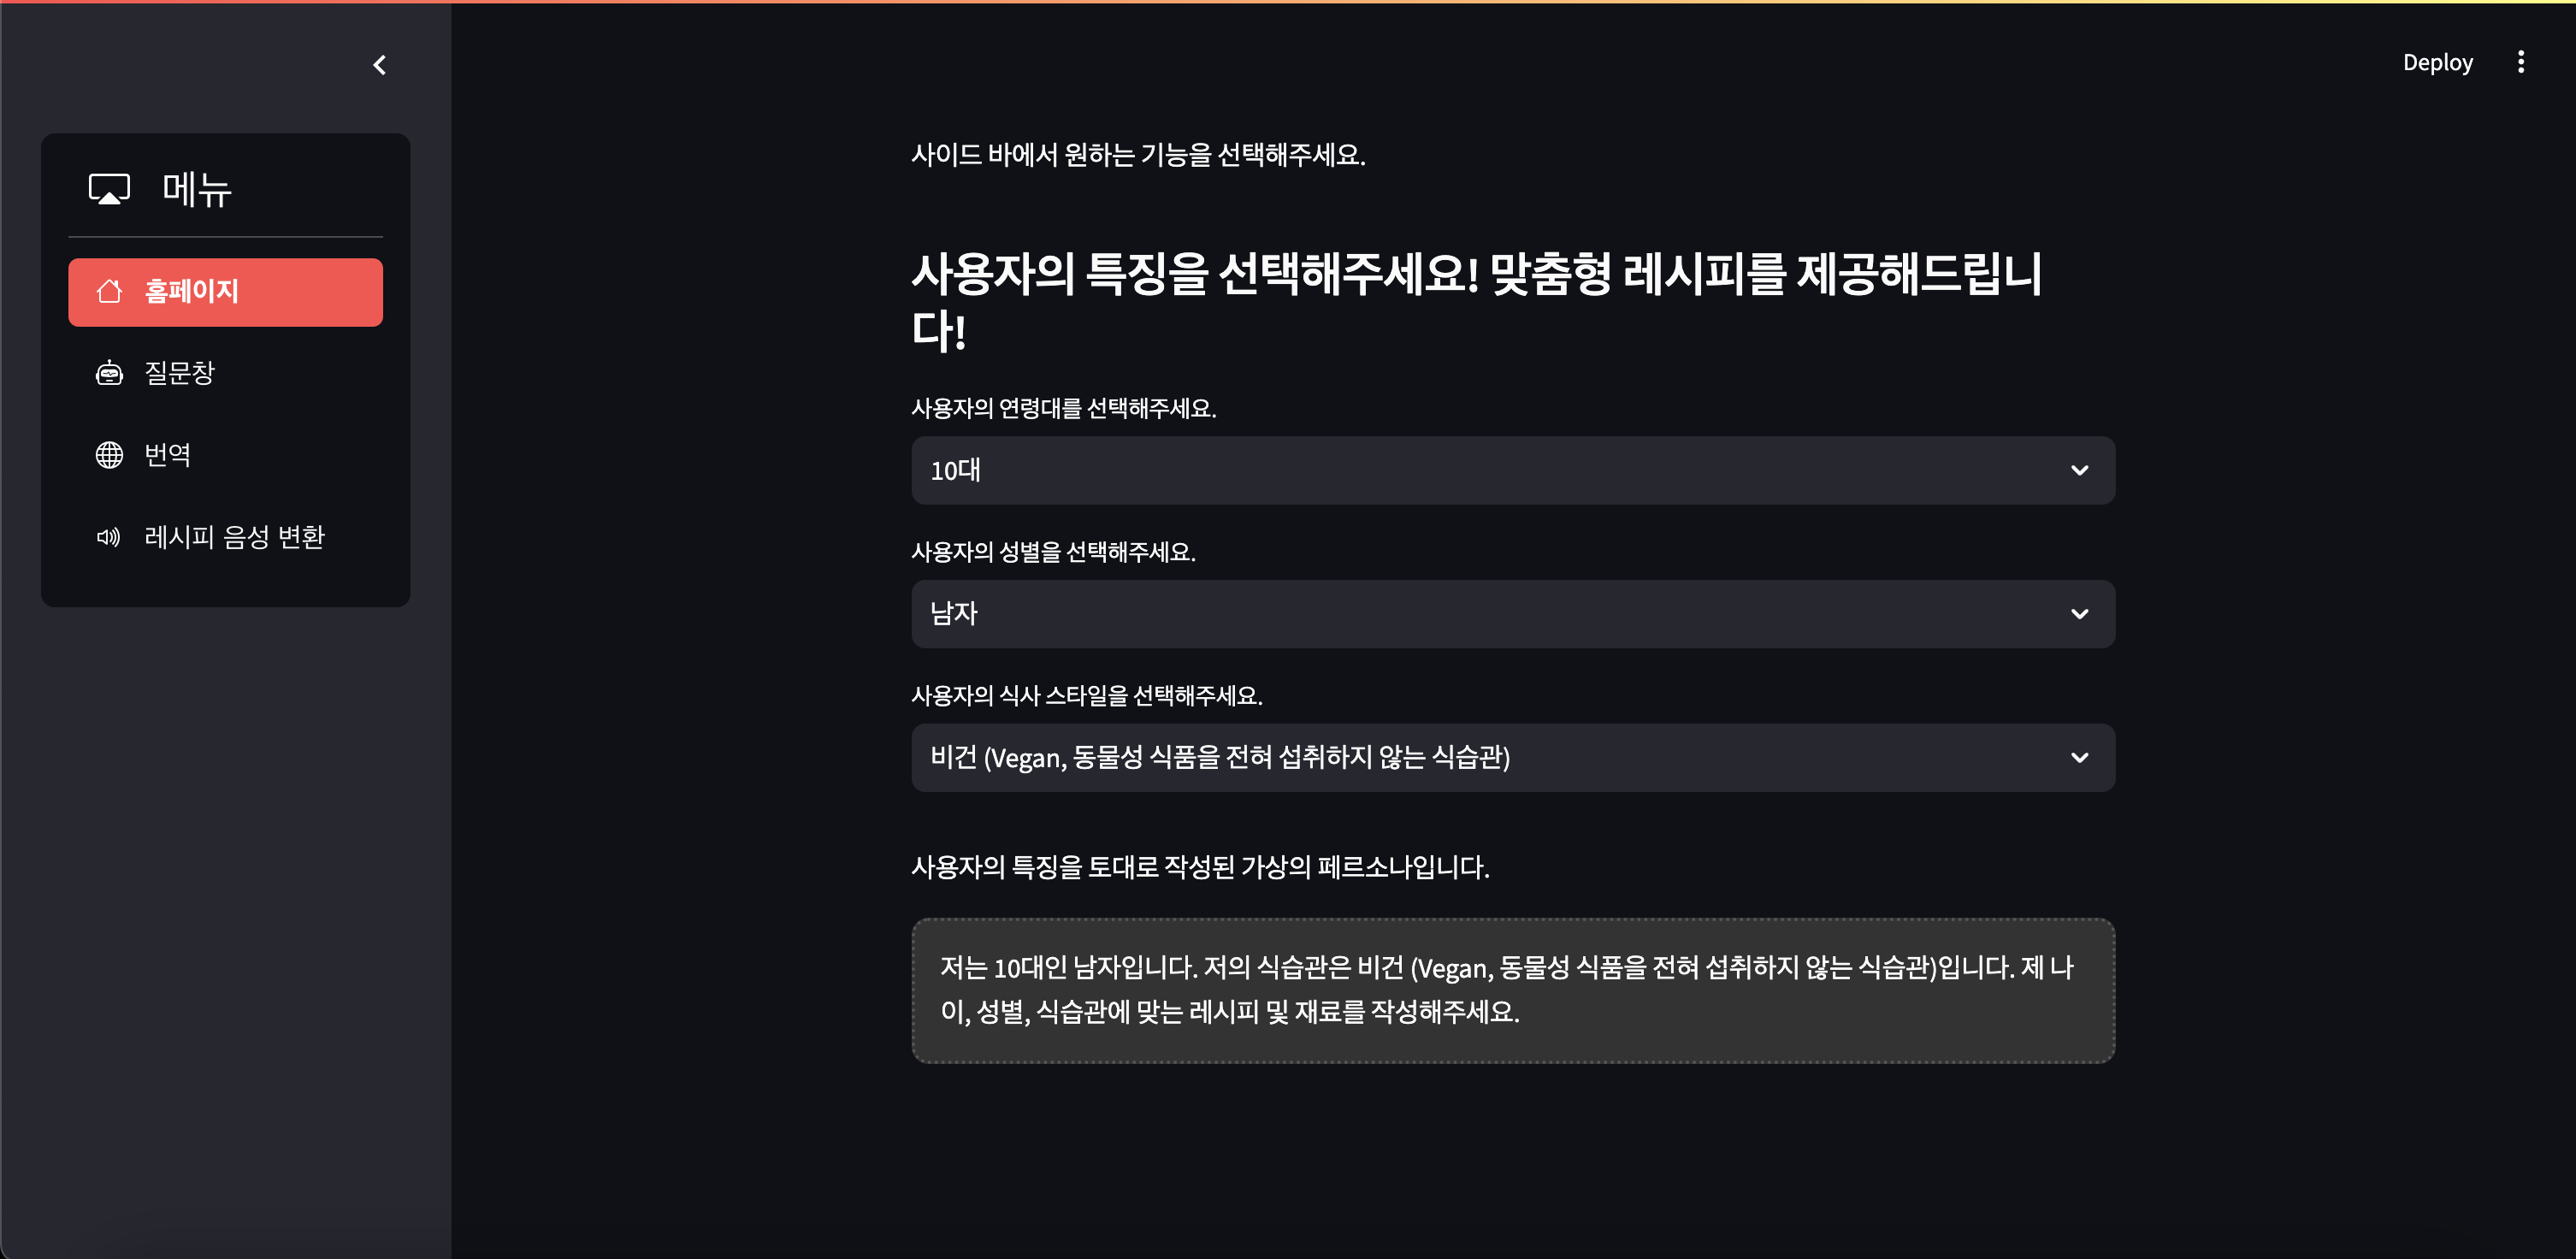 Deploy
메뉴
홈페이지
질문창
번역
레시피 음성 변환
사이드 바에서 원하는 기능을 선택해주세요.
사용자의 특징을 선택해주세요! 맞춤형 레시피를 제공해드립니
다!
사용자의 연령대를 선택해주세요.
10대
사용자의 성별을 선택해주세요.
남자
사용자의 식사 스타일을 선택해주세요.
비건 (Vegan, 동물성 식품을 전혀 섭취하지 않는 식습관)
사용자의 특징을 토대로 작성된 가상의 페르소나입니다.
저는 10대인 남자입니다. 저의 식습관은 비건 (Vegan, 동물성 식품을 전혀 섭취하지 않는 식습관)입니다. 제 나
이, 성별, 식습관에 맞는 레시피 및 재료를 작성해주세요.